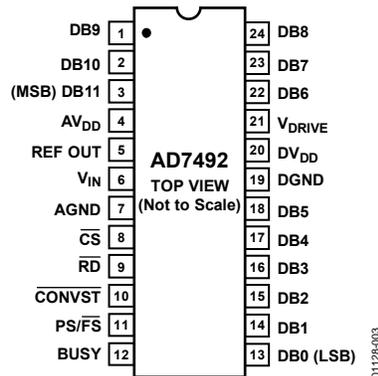 DB9 1 24 DB8
DB10 2 23 DB7
(MSB) DB11 3 22 DB6
AVDD 4 21 VDRIVE
REF OUT 5 20 DVDD
VIN 6 19 DGND
AGND 7 18 DB5
CS 8 17 DB4
RD 9 16 DB3
CONVST 10 15 DB2
PS/FS 11 14 DB1
BUSY 12 13 DB0 (LSB)
AD7492
TOP VIEW
(Not to Scale)
01128-003